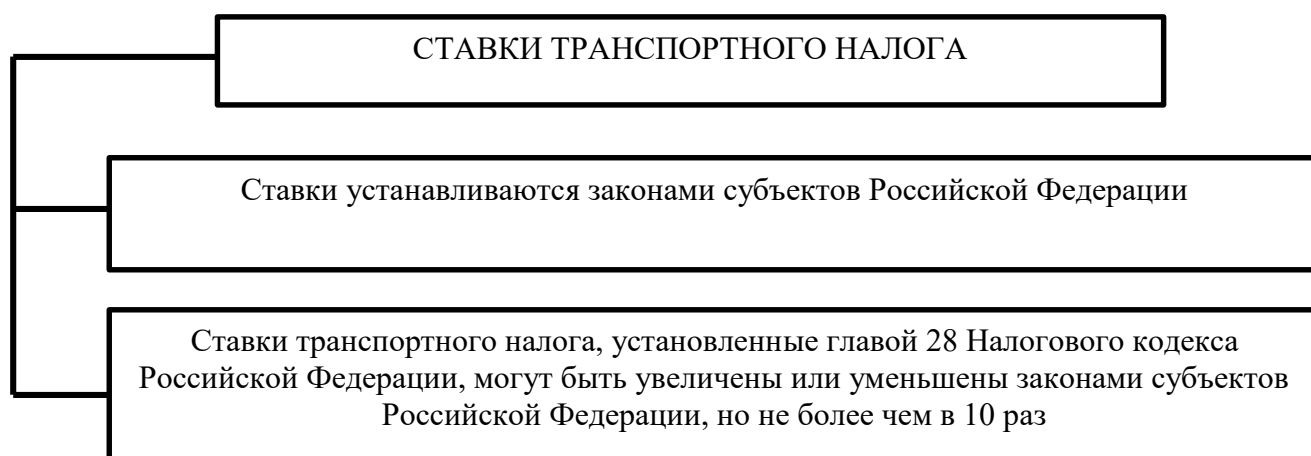 СТАВКИ ТРАНСПОРТНОГО НАЛОГА
Ставки устанавливаются законами субъектов Российской Федерации
Ставки транспортного налога, установленные главой 28 Налогового кодекса
Российской Федерации, могут быть увеличены или уменьшены законами субъектов
Российской Федерации, но не более чем в 10 раз